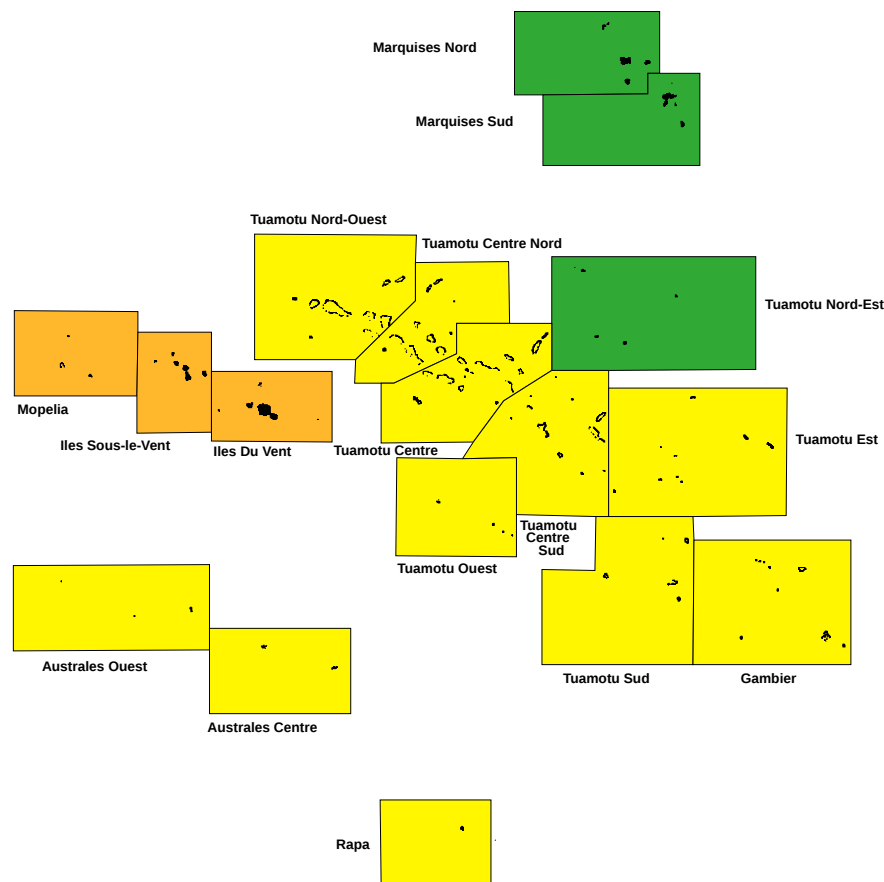 Marquises Nord
Marquises Sud
Tuamotu Nord-Ouest
Tuamotu Centre Nord
Tuamotu Nord-Est
Mopelia
Iles Sous-le-Vent
Iles Du Vent
Tuamotu Centre
Tuamotu Est
Tuamotu
Centre
Sud
Tuamotu Ouest
Australes Ouest
Tuamotu Sud
Gambier
Australes Centre
Rapa